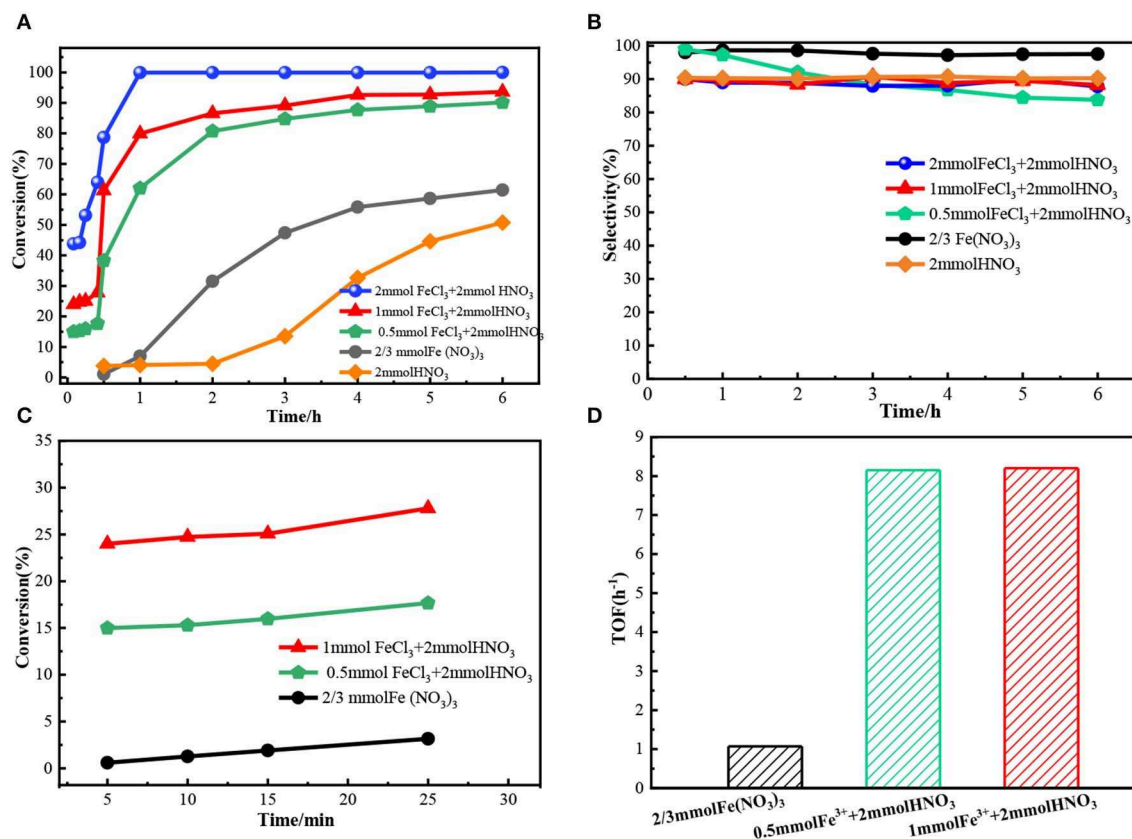 A
100
90
80
70
60
50
40
30
20
10
0
Conversion(%)
2mmol FeCl₃+2mmol HNO₃
1mmol FeCl₃+2mmolHNO₃
0.5mmol FeCl₃+2mmolHNO₃
2/3 mmolFe (NO₃)₃
2mmolHNO₃
0 1 2 3 4 5 6
Time/h
B
100
90
80
70
60
50
40
30
90
10
0
Selectivity(%)
2mmolFeCl₃+2mmolHNO₃
1mmolFeCl₃+2mmolHNO₃
0.5mmolFeCl₃+2mmolHNO₃
2/3 Fe(NO₃)₃
2mmolHNO₃
0 1 2 3 4 5 6
Time/h
C
35
30
25
20
15
10
5
0
Conversion(%)
1mmol FeCl₃+2mmolHNO₃
0.5mmol FeCl₃+2mmolHNO₃
2/3 mmolFe (NO₃)₃
5 10 15 20 25 30
Time/min
D
9
8
7
6
5
4
3
2
1
0
TOF(h⁻¹)
2/3mmolFe(NO₃)₃
0.5mmolFe³⁺+2mmolHNO₃
1mmolFe³⁺+2mmolHNO₃